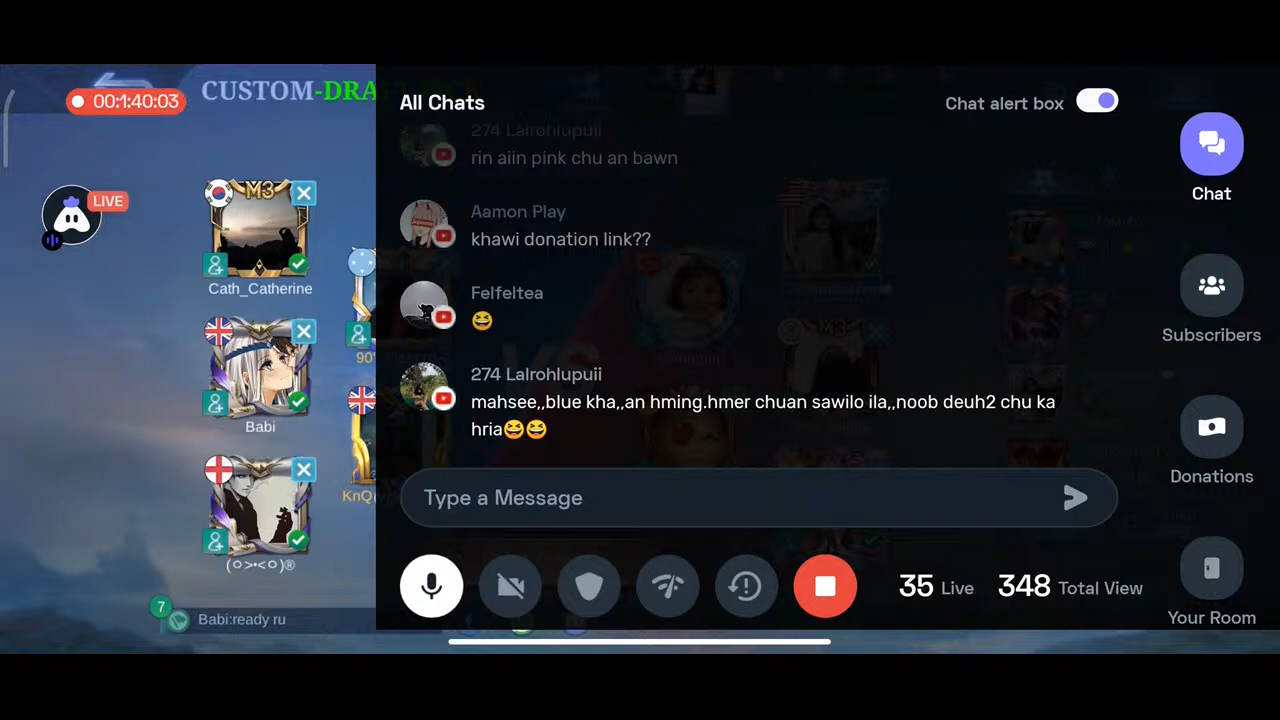 CUSTOM-DRA
00:1:40:03
LIVE
M3
Cath_Catherine
Babi
(ㅇ>•<ㅇ)®
90
KnQ
7
Babi:ready ru
All Chats
Chat alert box
274 Lalrohlupuii
rin aiin pink chu an bawn
Aamon Play
khawi donation link??
Felfeltea
😆
274 Lalrohlupuii
mahsee,,blue kha,,an hming.hmer chuan sawilo ila,,noob deuh2 chu ka
hria😆😆
Type a Message
35 Live 348 Total View
Chat
Subscribers
Donations
Your Room